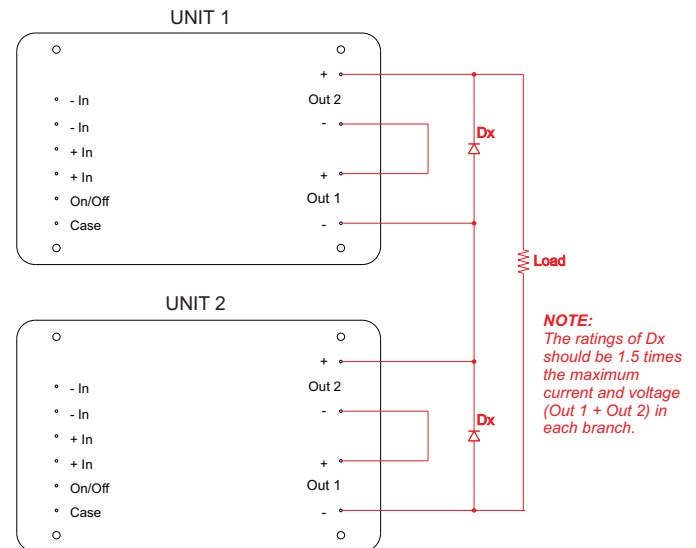 UNIT 1
+
Out 2
- In
- In
-
Dx
+ In
+ In
+
On/Off
Out 1
Case
-
Load
UNIT 2
NOTE:
The ratings of Dx
should be 1.5 times
the maximum
current and voltage
(Out 1 + Out 2) in
each branch.
+
- In
Out 2
- In
-
Dx
+ In
+ In
+
On/Off
Out 1
Case
-